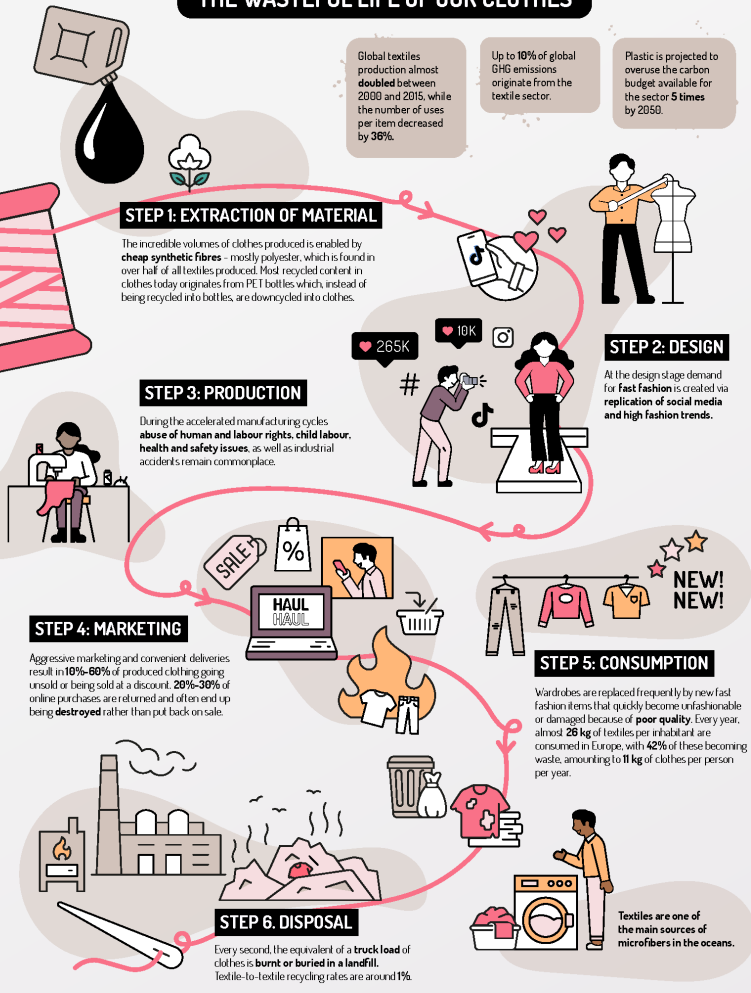 THE WASTEFUL LIFE OF OUR CLOTHES
Global textiles
production almost
doubled between
2000 and 2015, while
the number of uses
per item decreased
by 36%.
Up to 10% of global
GHG emissions
originate from the
textile sector.
Plastic is projected to
overuse the carbon
budget available for
the sector 5 times
by 2050.
STEP 1: EXTRACTION OF MATERIAL
The incredible volumes of clothes produced is enabled by
cheap synthetic fibres - mostly polyester, which is found in
over half of all textiles produced. Most recycled content in
clothes today originates from PET bottles which, instead of
being recycled into bottles, are downcycled into clothes.
265K
10K
#
STEP 2: DESIGN
At the design stage demand
for fast fashion is created via
replication of social media
and high fashion trends.
STEP 3: PRODUCTION
During the accelerated manufacturing cycles
abuse of human and labour rights, child labour,
health and safety issues, as well as industrial
accidents remain commonplace.
SALE!
%
HAUL
HAUL
NEW!
NEW!
STEP 4: MARKETING
Aggressive marketing and convenient deliveries
result in 10%-60% of produced clothing going
unsold or being sold at a discount. 20%-30% of
online purchases are returned and often end up
being destroyed rather than put back on sale.
STEP 5: CONSUMPTION
Wardrobes are replaced frequently by new fast
fashion items that quickly become unfashionable
or damaged because of poor quality. Every year,
almost 26 kg of textiles per inhabitant are
consumed in Europe, with 42% of these becoming
waste, amounting to 11 kg of clothes per person
per year.
STEP 6. DISPOSAL
Every second, the equivalent of a truck load of
clothes is burnt or buried in a landfill.
Textile-to-textile recycling rates are around 1%.
Textiles are one of
the main sources of
microfibers in the oceans.